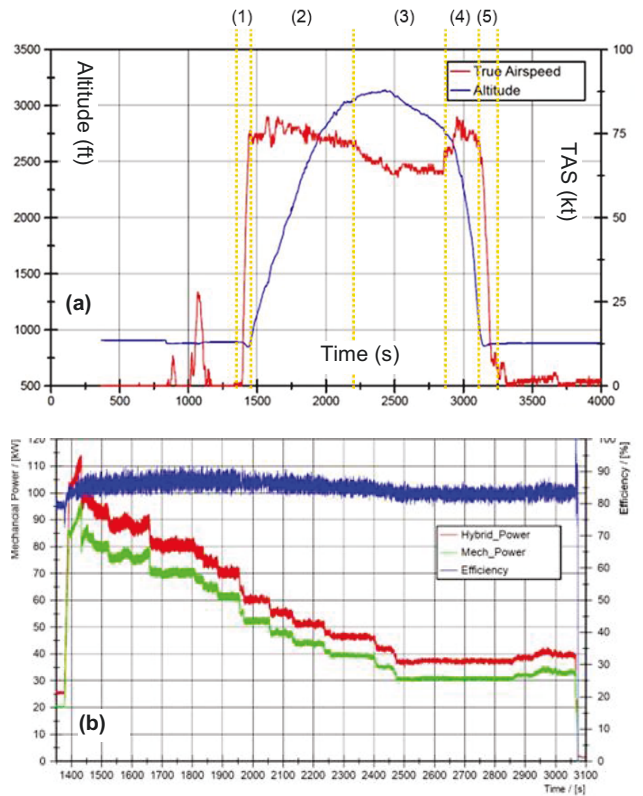 (1) (2) (3) (4) (5)
3500 100
Altitude (ft)
True Airspeed
Altitude
3000
2500 75
TAS (kt)
2000 50
1500
1000 25
(a)
Time (s)
500 0
0 500 1000 1500 2000 2500 3000 3500 4000
120 100
110 90
100 80
90 70
80 60
70
60 50
50 40
40 30
30 20
20 10
10
0 0
Mechancial Power / [kW]
Efficiency / [%]
Hybrid_Power
Mech_Power
Efficiency
(b)
1400 1500 1600 1700 1800 1900 2000 2100 2200 2300 2400 2500 2600 2700 2800 2900 3000 3100
Time / [s]